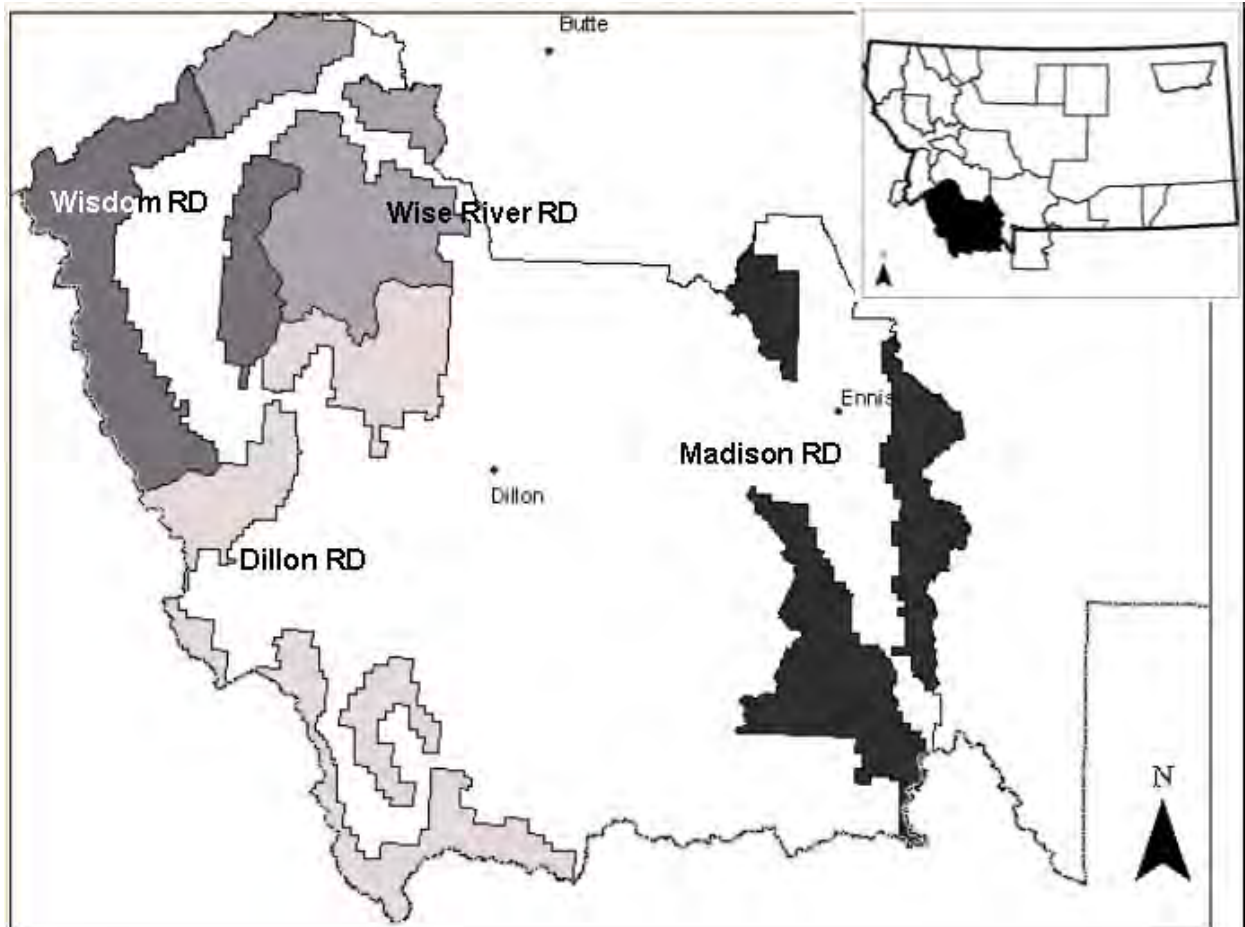 Butte
Wisdom RD
Wise River RD
Ennis
Madison RD
Dillon
Dillon RD
N